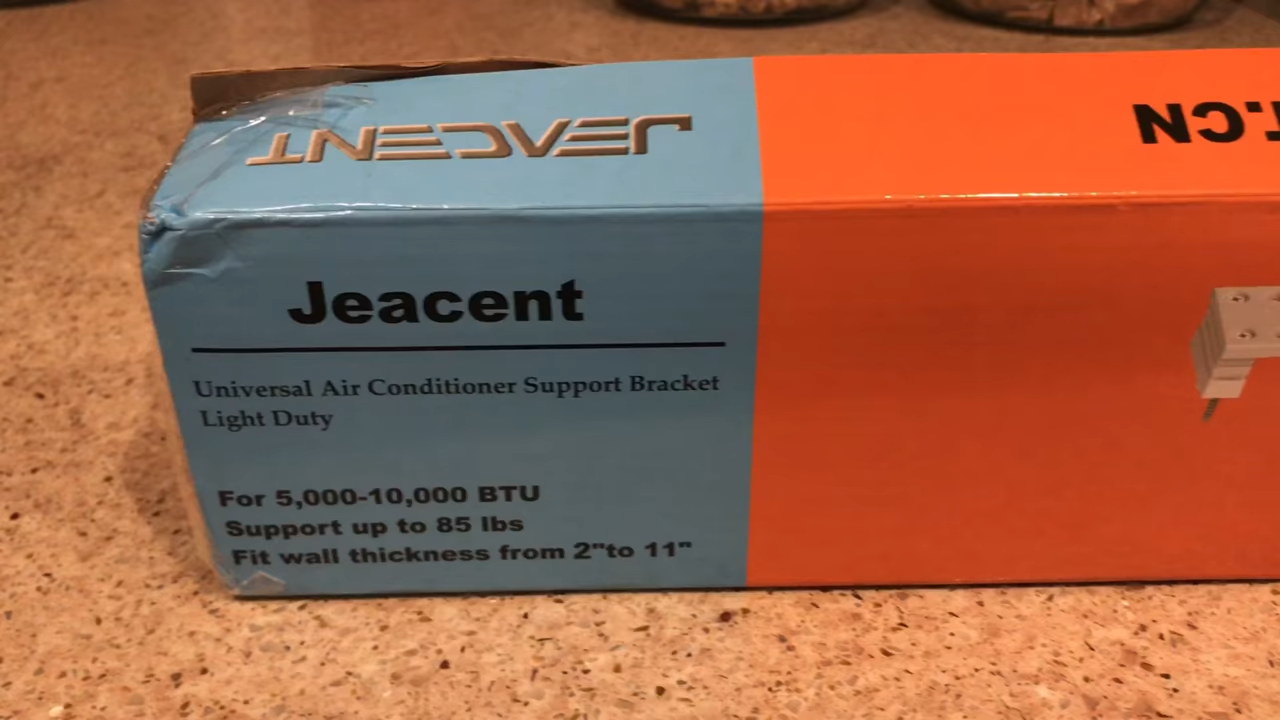 JEACENT
T.CN
Jeacent
Universal Air Conditioner Support Bracket
Light Duty
For 5,000-10,000 BTU
Support up to 85 lbs
Fit wall thickness from 2"to 11"